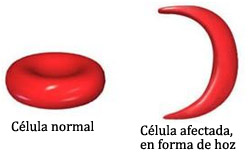 Célula normal
Célula afectada,
en forma de hoz